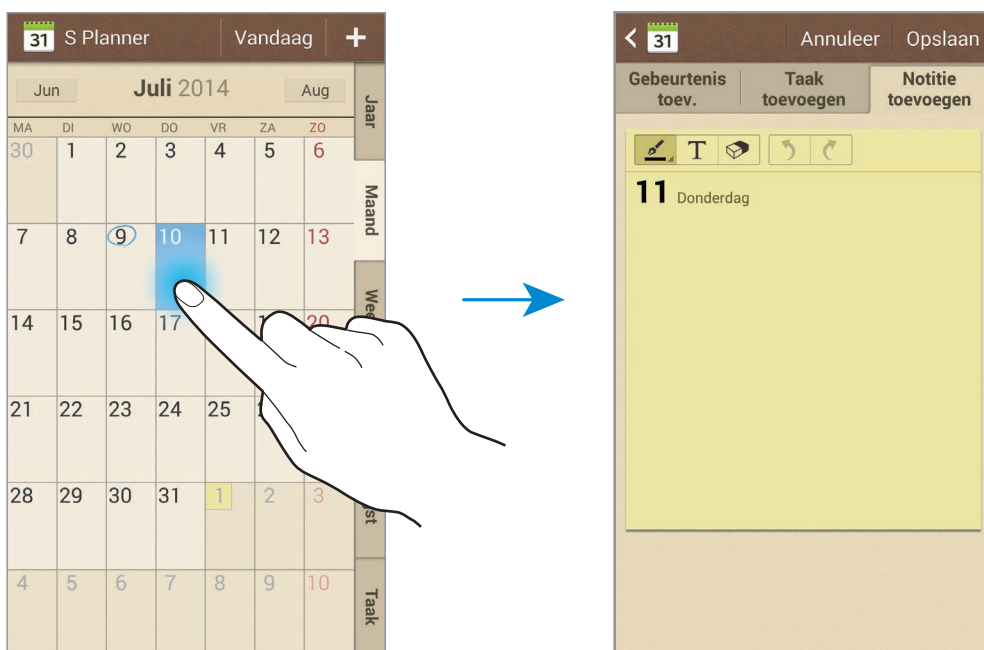 31 S Planner Vandaag +
Jun Juli 2014 Aug
MA DI WO DO VR ZA ZO
30 1 2 3 4 5 6
7 8 9 10 11 12 13
14 15 16 17 20
21 22 23 24 25
28 29 30 31 1 2 3
4 5 6 7 8 9 10
Jaar
Maand
Taak
31 Annuleer Opslaan
Gebeurtenis
toev.
Taak
toevoegen
Notitie
toevoegen
T
11 Donderdag